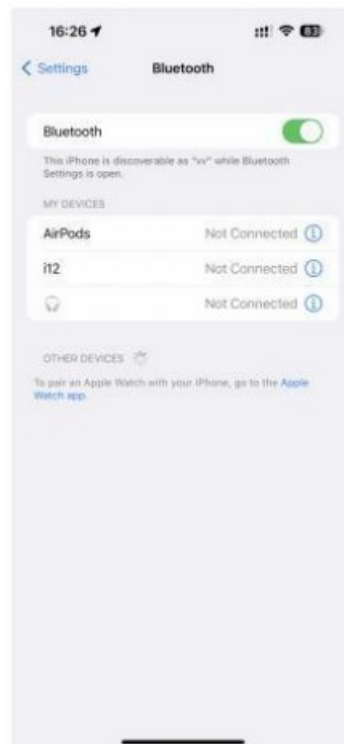 16:26
83
Settings
Bluetooth
Bluetooth
This iPhone is discoverable as "vv" while Bluetooth
Settings is open.
MY DEVICES
AirPods Not Connected
i12 Not Connected
Not Connected
OTHER DEVICES
To pair an Apple Watch with your iPhone, go to the Apple
Watch app.